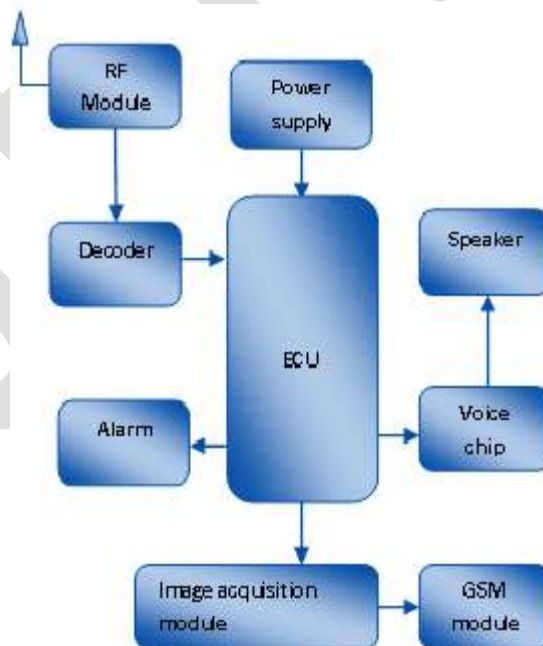 RF
Module
Power
supply
Decoder
Speaker
ECU
Alarm
Voice
chip
Image acquisition
module
GSM
module